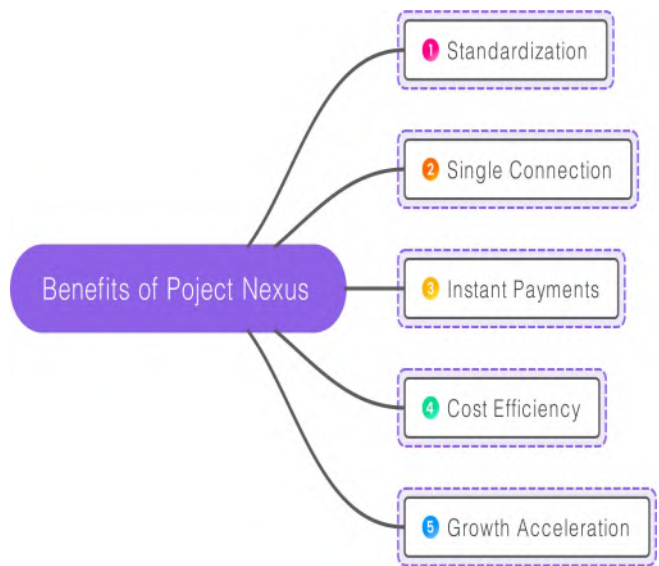 Benefits of Poject Nexus
1 Standardization
2 Single Connection
3 Instant Payments
4 Cost Efficiency
5 Growth Acceleration